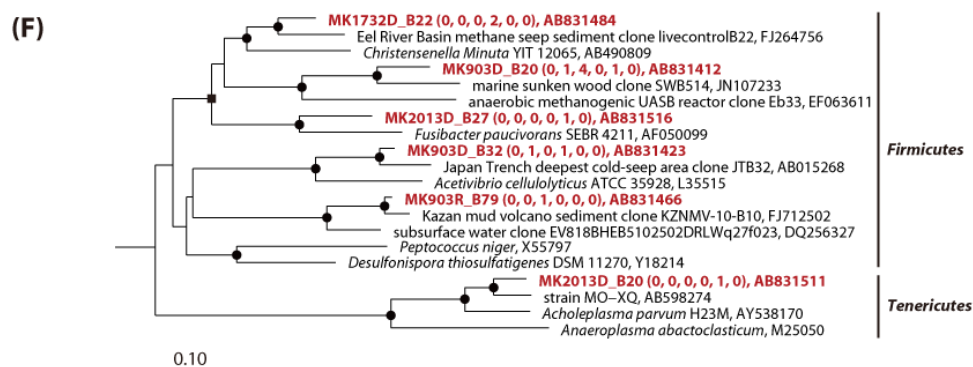 (F)
MK1732D_B22 (0, 0, 0, 2, 0, 0), AB831484
Eel River Basin methane seep sediment clone livecontrolB22, FJ264756
Christensenella Minuta YIT 12065, AB490809
MK903D_B20 (0, 1, 4, 0, 1, 0), AB831412
marine sunken wood clone SWB514, JN107233
anaerobic methanogenic UASB reactor clone Eb33, EF063611
MK2013D_B27 (0, 0, 0, 0, 1, 0), AB831516
Fusibacter paucivorans SEBR 4211, AF050099
MK903D_B32 (0, 1, 0, 1, 0, 0), AB831423
Firmicutes
Japan Trench deepest cold-seep area clone JTB32, AB015268
Acetivibrio cellulolyticus ATCC 35928, L35515
MK903R_B79 (0, 0, 1, 0, 0, 0), AB831466
Kazan mud volcano sediment clone KZNMV-10-B10, FJ712502
subsurface water clone EV818BHEB5102502DRLWq27f023, DQ256327
Peptococcus niger, X55797
Desulfonispora thiosulfatigenes DSM 11270, Y18214
MK2013D_B20 (0, 0, 0, 0, 1, 0), AB831511
strain MO−XQ, AB598274
Tenericutes
Acholeplasma parvum H23M, AY538170
Anaeroplasma abactoclasticum, M25050
0.10